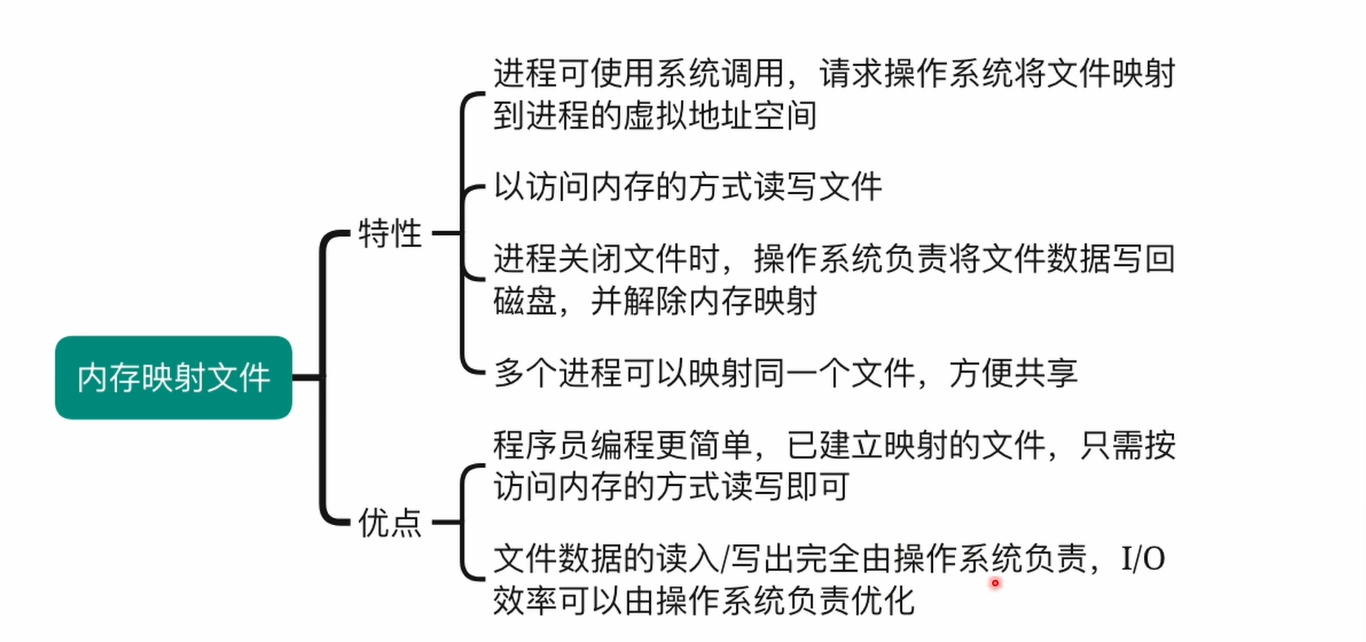 内存映射文件
特性
进程可使用系统调用，请求操作系统将文件映射
到进程的虚拟地址空间
以访问内存的方式读写文件
进程关闭文件时，操作系统负责将文件数据写回
磁盘，并解除内存映射
多个进程可以映射同一个文件，方便共享
优点
程序员编程更简单，已建立映射的文件，只需按
访问内存的方式读写即可
文件数据的读入/写出完全由操作系统负责，I/O
效率可以由操作系统负责优化